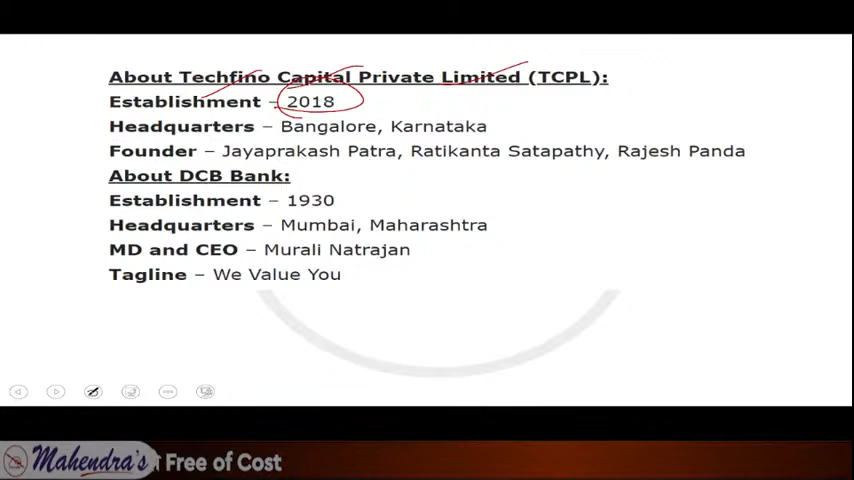 About Techfino Capital Private Limited (TCPL):
Establishment – 2018
Headquarters – Bangalore, Karnataka
Founder – Jayaprakash Patra, Ratikanta Satapathy, Rajesh Panda
About DCB Bank:
Establishment – 1930
Headquarters – Mumbai, Maharashtra
MD and CEO – Murali Natrajan
Tagline – We Value You
Mahendra's Free of Cost